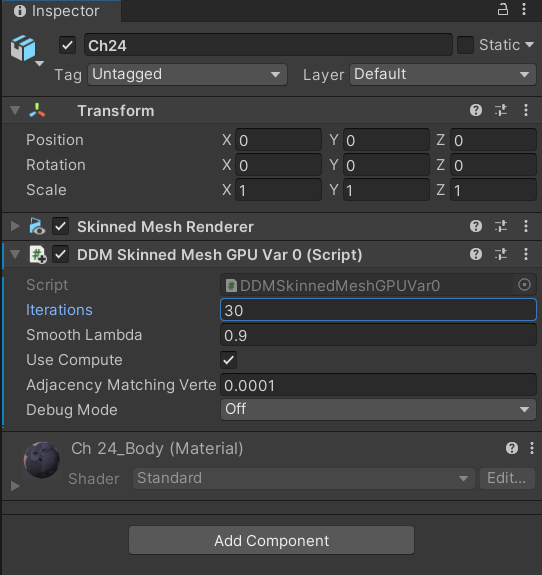 Inspector
Ch24
Static
Tag Untagged Layer Default
Transform
Position X 0 Y 0 Z 0
Rotation X 0 Y 0 Z 0
Scale X 1 Y 1 Z 1
Skinned Mesh Renderer
DDM Skinned Mesh GPU Var 0 (Script)
Script DDMSkinnedMeshGPUVar0
Iterations 30
Smooth Lambda 0.9
Use Compute
Adjacency Matching Verte 0.0001
Debug Mode Off
Ch 24_Body (Material)
Shader Standard Edit...
Add Component